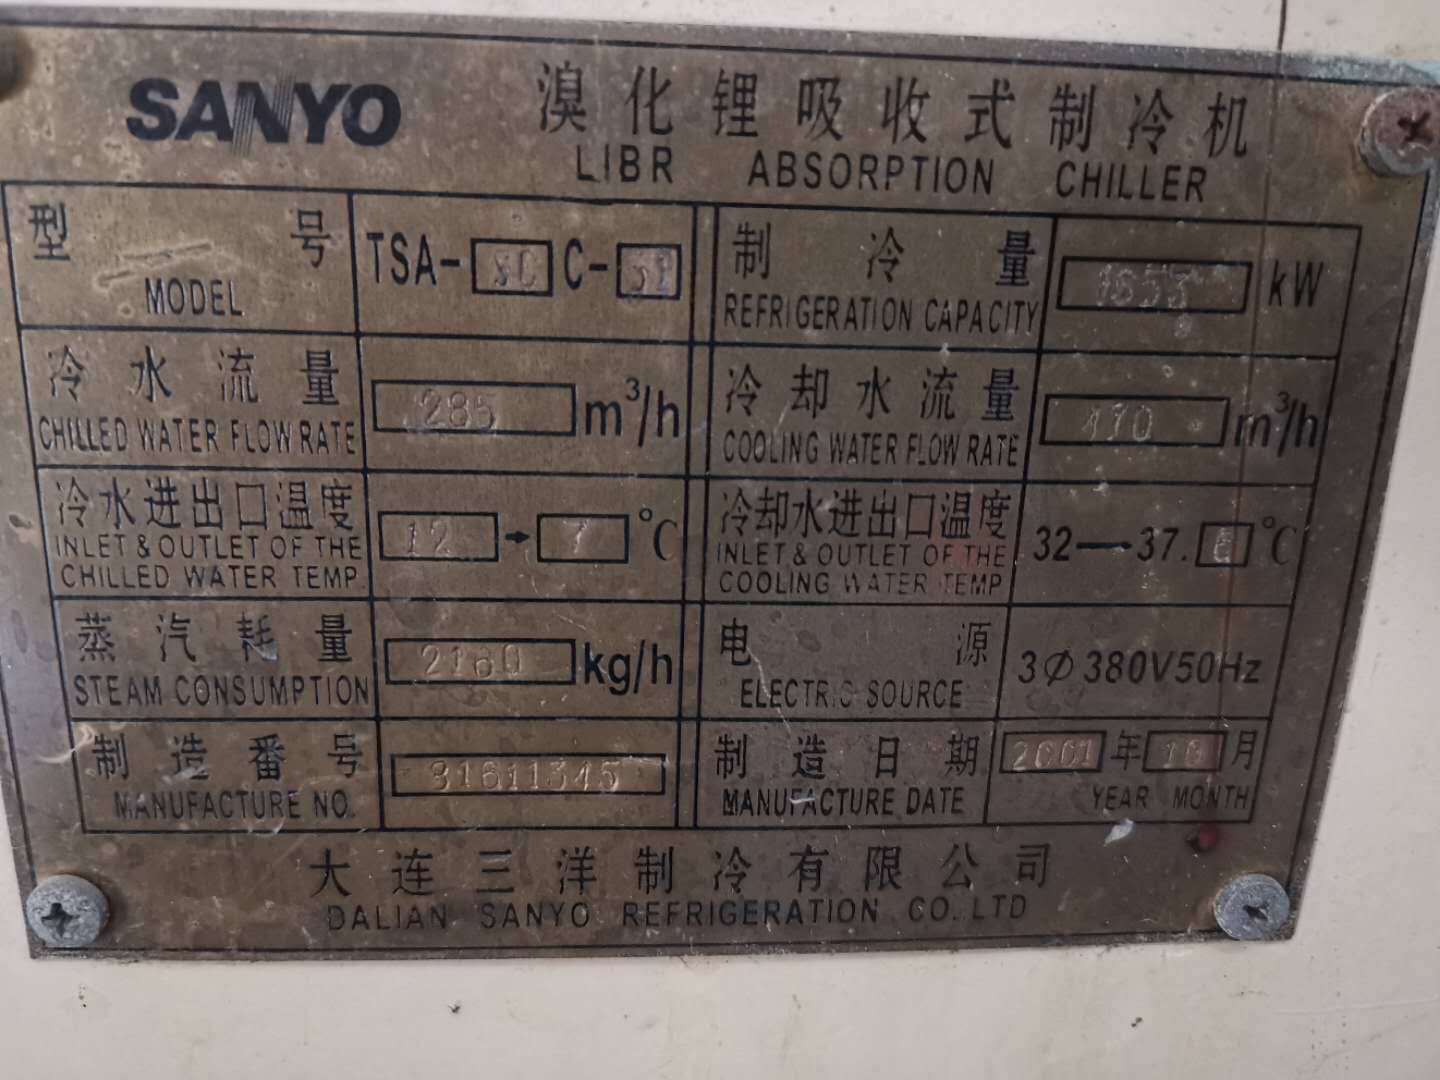 SANYO 溴化锂吸收式制冷机
LIBR ABSORPTION CHILLER
型号 TSA- C- 制冷量 kW
MODEL REFRIGERATION CAPACITY
冷水流量 285 m³/h 冷却水流量 m³/h
CHILLED WATER FLOW RATE COOLING WATER FLOW RATE
冷水进出口温度 12 → 7 °C 冷却水进出口温度 32—37. °C
INLET & OUTLET OF THE INLET & OUTLET OF THE
CHILLED WATER TEMP. COOLING WATER TEMP
蒸汽耗量 kg/h 电源 3Ø380V50Hz
STEAM CONSUMPTION ELECTRIC SOURCE
制造番号 制造日期 2001 年 10 月
MANUFACTURE NO. MANUFACTURE DATE YEAR MONTH
大连三洋制冷有限公司
DALIAN SANYO REFRIGERATION CO. LTD